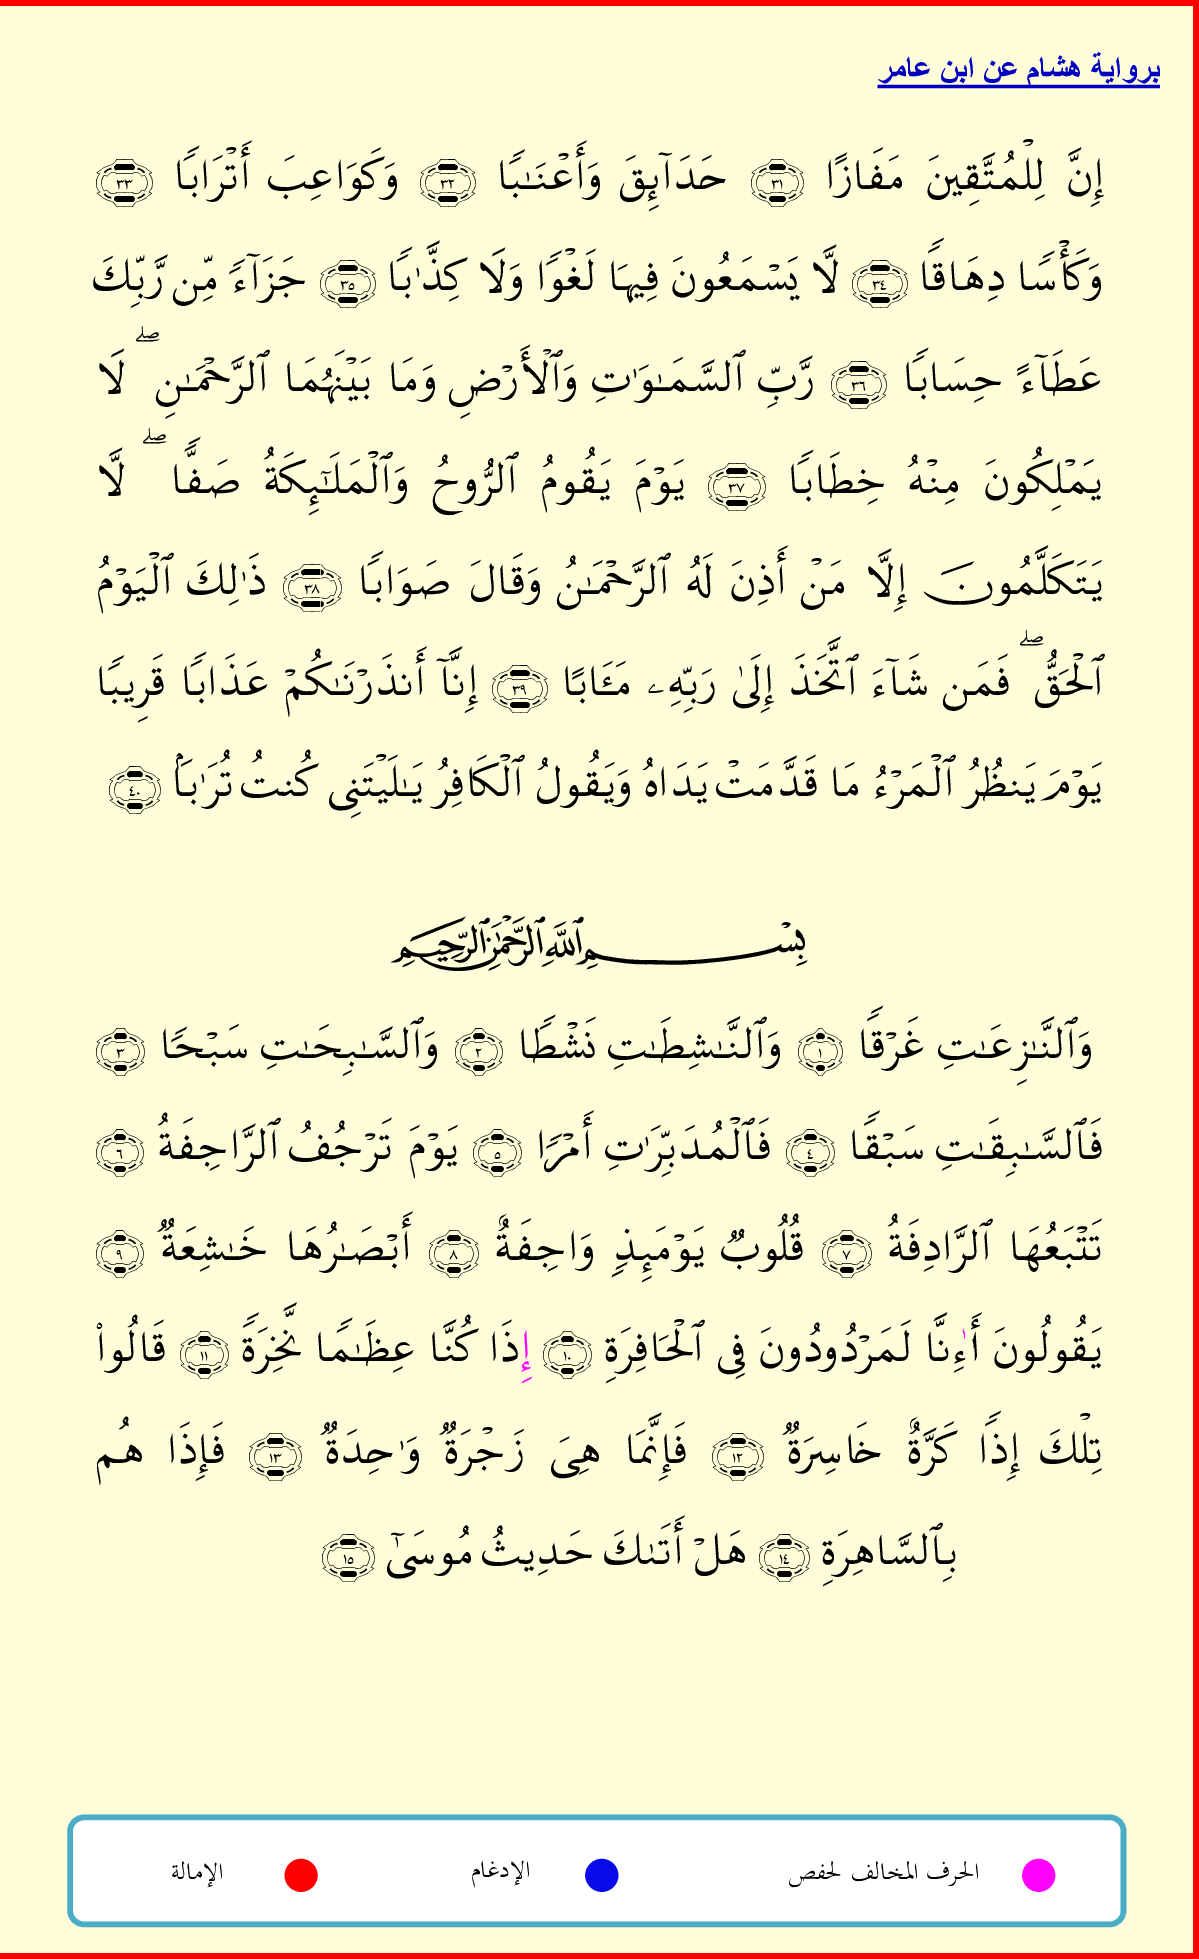 برواية هشام عن ابن عامر
إِنَّ لِلْمُتَّقِينَ مَفَازًا ٣١ حَدَآئِقَ وَأَعْنَٰبًا ٣٢ وَكَوَاعِبَ أَتْرَابًا ٣٣
وَكَأْسًا دِهَاقًا ٣٤ لَّا يَسْمَعُونَ فِيهَا لَغْوًا وَلَا كِذَّٰبًا ٣٥ جَزَآءً مِّن رَّبِّكَ
عَطَآءً حِسَابًا ٣٦ رَّبِّ ٱلسَّمَٰوَٰتِ وَٱلْأَرْضِ وَمَا بَيْنَهُمَا ٱلرَّحْمَٰنِ ۖ لَا
يَمْلِكُونَ مِنْهُ خِطَابًا ٣٧ يَوْمَ يَقُومُ ٱلرُّوحُ وَٱلْمَلَٰٓئِكَةُ صَفًّا ۖ لَّا
يَتَكَلَّمُونَ إِلَّا مَنْ أَذِنَ لَهُ ٱلرَّحْمَٰنُ وَقَالَ صَوَابًا ٣٨ ذَٰلِكَ ٱلْيَوْمُ
ٱلْحَقُّ ۖ فَمَن شَآءَ ٱتَّخَذَ إِلَىٰ رَبِّهِۦ مَـَٔابًا ٣٩ إِنَّآ أَنذَرْنَٰكُمْ عَذَابًا قَرِيبًا
يَوْمَ يَنظُرُ ٱلْمَرْءُ مَا قَدَّمَتْ يَدَاهُ وَيَقُولُ ٱلْكَافِرُ يَٰلَيْتَنِى كُنتُ تُرَٰبَۢا ٤٠
بِسْمِ ٱللَّهِ ٱلرَّحْمَٰنِ ٱلرَّحِيمِ
وَٱلنَّٰزِعَٰتِ غَرْقًا ١ وَٱلنَّٰشِطَٰتِ نَشْطًا ٢ وَٱلسَّٰبِحَٰتِ سَبْحًا ٣
فَٱلسَّٰبِقَٰتِ سَبْقًا ٤ فَٱلْمُدَبِّرَٰتِ أَمْرًا ٥ يَوْمَ تَرْجُفُ ٱلرَّاجِفَةُ ٦
تَتْبَعُهَا ٱلرَّادِفَةُ ٧ قُلُوبٌ يَوْمَئِذٍ وَاجِفَةٌ ٨ أَبْصَٰرُهَا خَٰشِعَةٌ ٩
يَقُولُونَ أَٰءِنَّا لَمَرْدُودُونَ فِى ٱلْحَافِرَةِ ١٠ إِذَا كُنَّا عِظَٰمًا نَّخِرَةً ١١ قَالُوا۟
تِلْكَ إِذًا كَرَّةٌ خَاسِرَةٌ ١٢ فَإِنَّمَا هِىَ زَجْرَةٌ وَٰحِدَةٌ ١٣ فَإِذَا هُم
بِٱلسَّاهِرَةِ ١٤ هَلْ أَتَىٰكَ حَدِيثُ مُوسَىٰٓ ١٥
الحرف المخالف لحفص الإدغام الإمالة